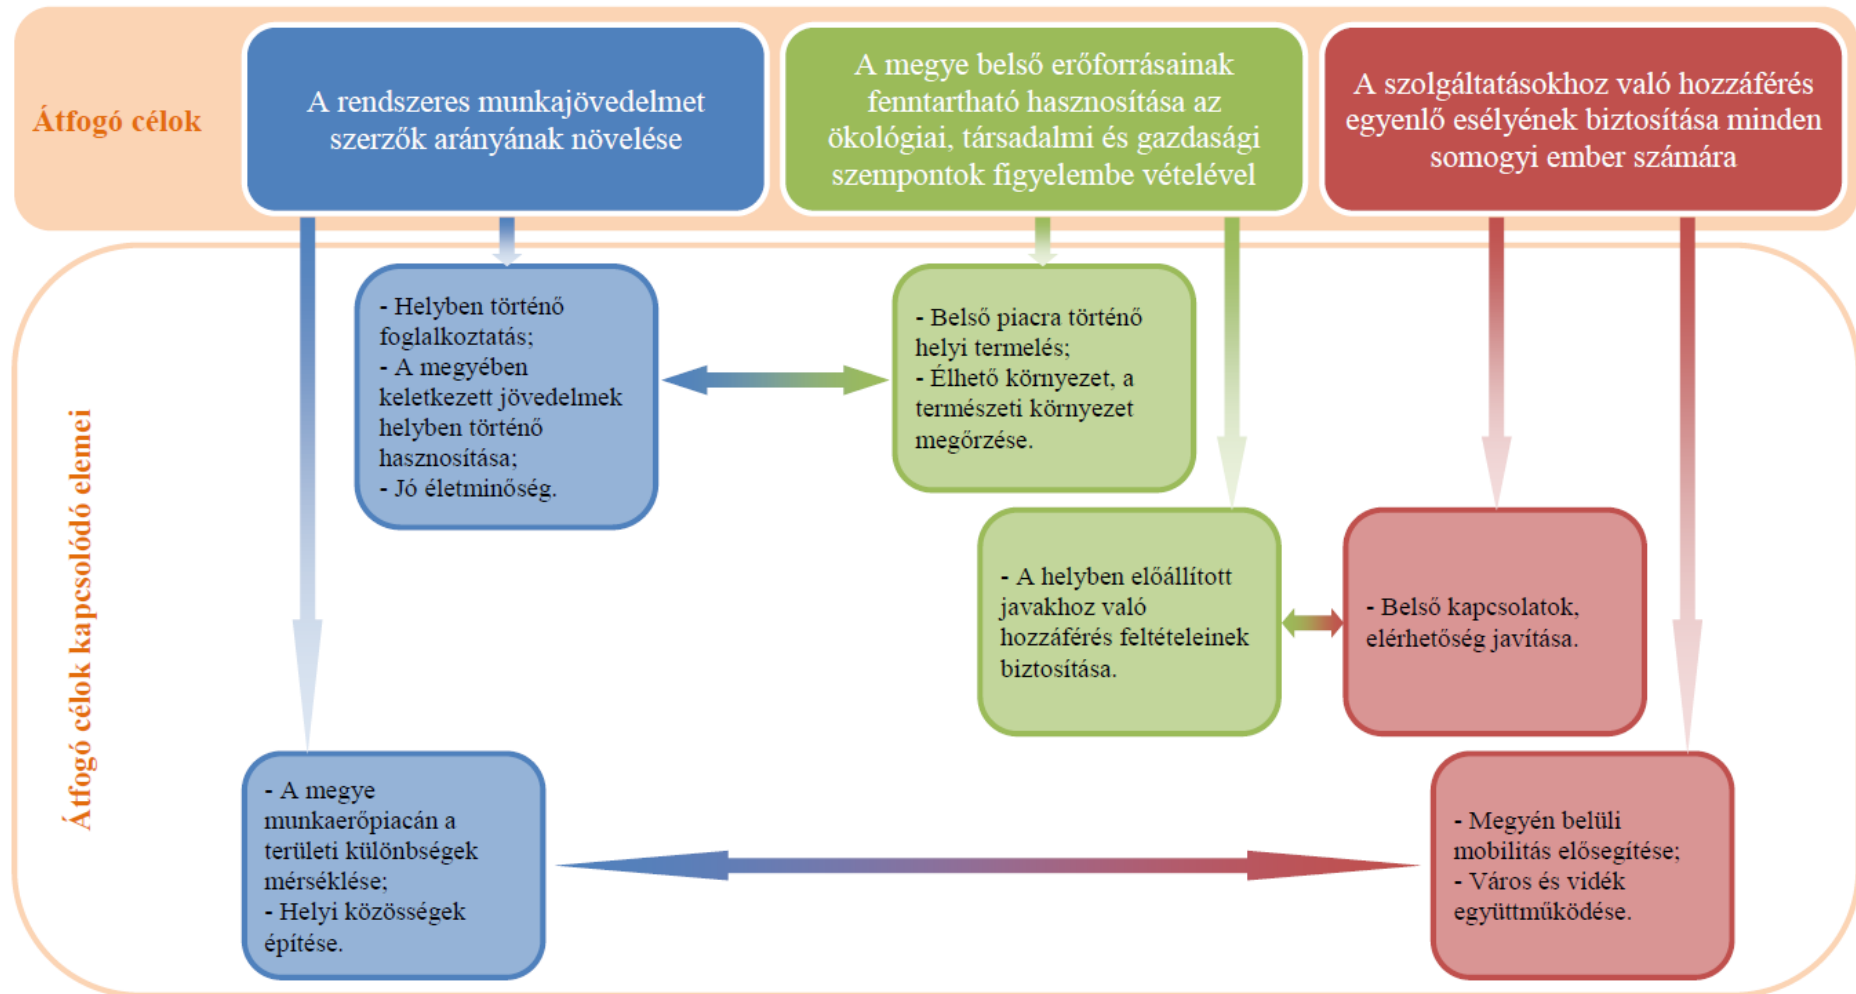 Átfogó célok
A rendszeres munkajövedelmet
szerzők arányának növelése
A megye belső erőforrásainak
fenntartható hasznosítása az
ökológiai, társadalmi és gazdasági
szempontok figyelembe vételével
A szolgáltatásokhoz való hozzáférés
egyenlő esélyének biztosítása minden
somogyi ember számára
Átfogó célok kapcsolódó elemei
- Helyben történő
foglalkoztatás;
- A megyében
keletkezett jövedelmek
helyben történő
hasznosítása;
- Jó életminőség.
- Belső piacra történő
helyi termelés;
- Élhető környezet, a
természeti környezet
megőrzése.
- A helyben előállított
javakhoz való
hozzáférés feltételeinek
biztosítása.
- Belső kapcsolatok,
elérhetőség javítása.
- A megye
munkaerőpiacán a
területi különbségek
mérséklése;
- Helyi közösségek
építése.
- Megyén belüli
mobilitás elősegítése;
- Város és vidék
együttműködése.